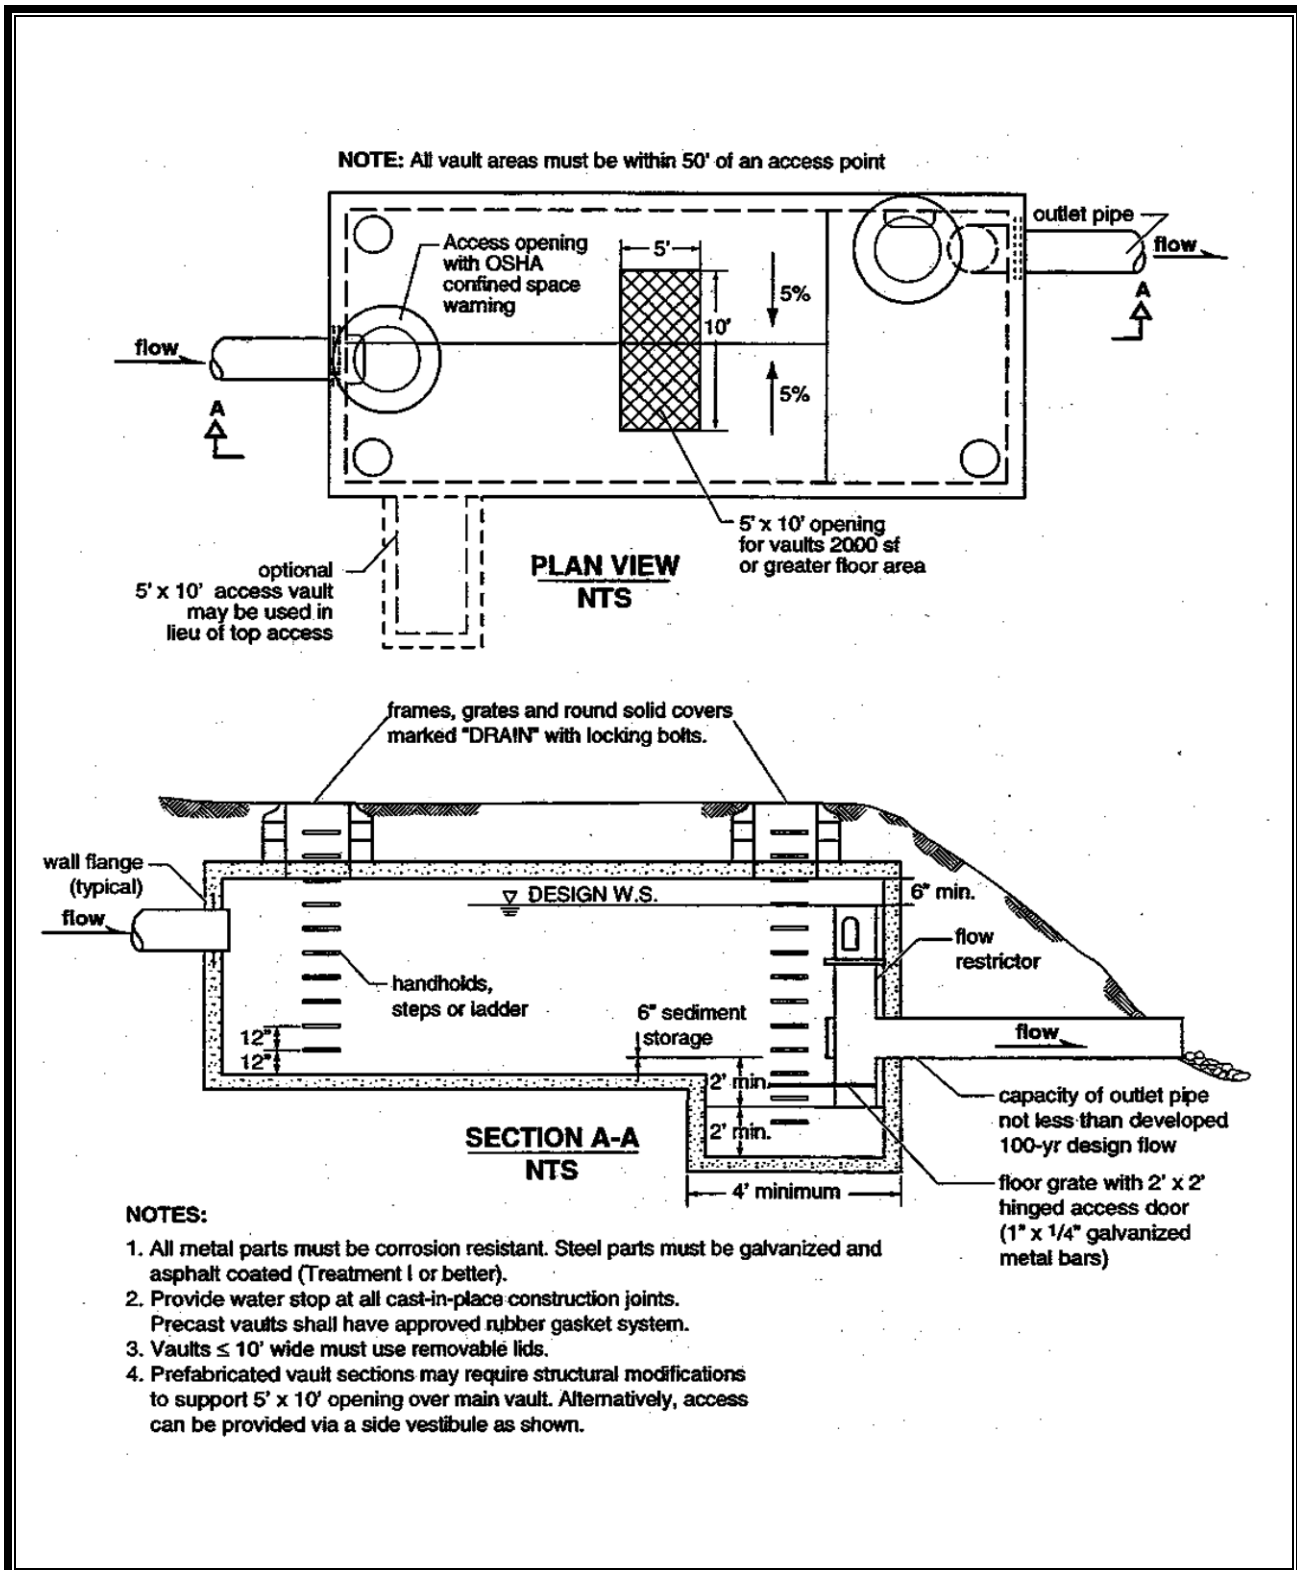 NOTE: All vault areas must be within 50' of an access point
outlet pipe
flow
Access opening
with OSHA
confined space
warning
5'
5%
10'
A
flow
5%
A
5' x 10' opening
for vaults 2000 sf
or greater floor area
PLAN VIEW
NTS
optional
5' x 10' access vault
may be used in
lieu of top access
frames, grates and round solid covers
marked "DRAIN" with locking bolts.
wall flange
(typical)
flow
DESIGN W.S.
6" min.
flow
restrictor
handholds,
steps or ladder
6" sediment
storage
12"
12"
flow
2' min.
2' min.
capacity of outlet pipe
not less than developed
100-yr design flow
SECTION A-A
NTS
4' minimum
floor grate with 2' x 2'
hinged access door
(1" x 1/4" galvanized
metal bars)
NOTES:
1. All metal parts must be corrosion resistant. Steel parts must be galvanized and
asphalt coated (Treatment I or better).
2. Provide water stop at all cast-in-place construction joints.
Precast vaults shall have approved rubber gasket system.
3. Vaults ≤ 10' wide must use removable lids.
4. Prefabricated vault sections may require structural modifications
to support 5' x 10' opening over main vault. Alternatively, access
can be provided via a side vestibule as shown.